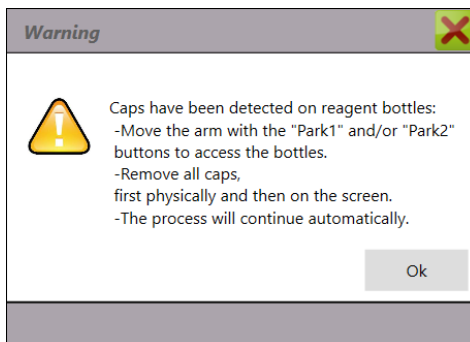 Warning
Caps have been detected on reagent bottles:
-Move the arm with the "Park1" and/or "Park2"
buttons to access the bottles.
-Remove all caps,
first physically and then on the screen.
-The process will continue automatically.
Ok